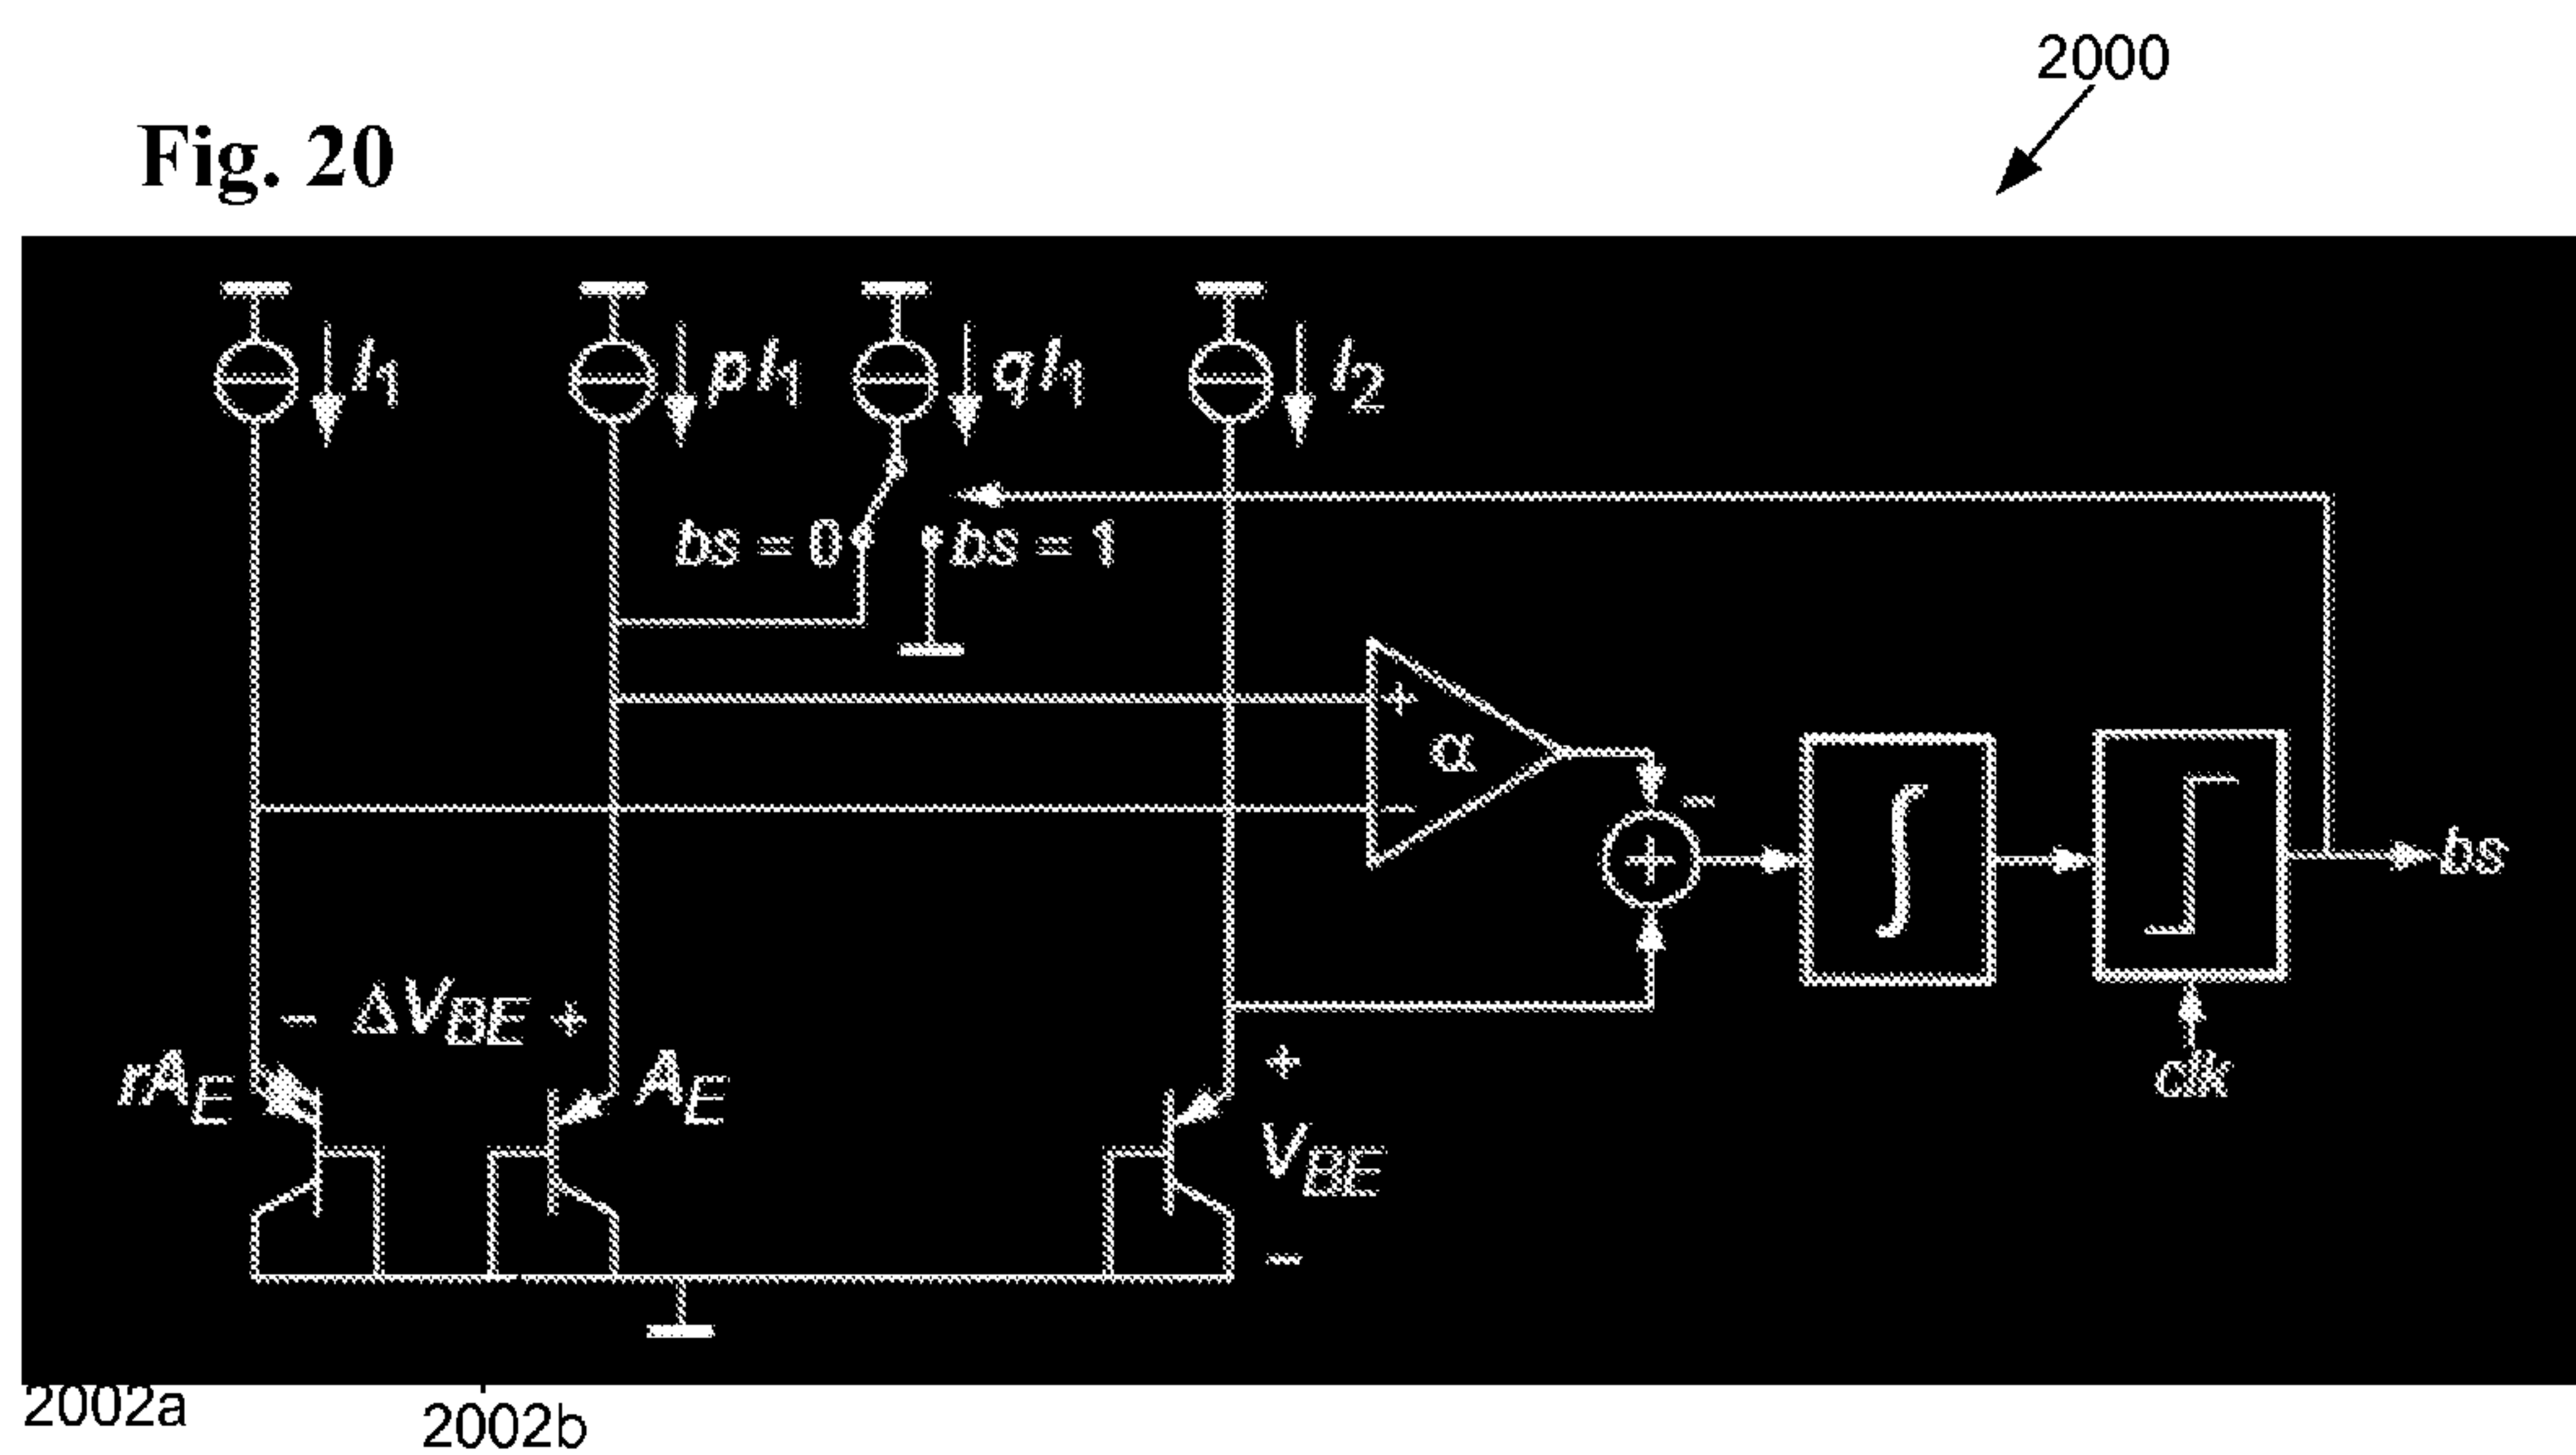 2000
Fig. 20
I1
pI1
qI1
I2
bs = 0
bs = 1
+
α
−
−
+
∫
bs
− ΔVBE +
rAE
AE
+
VBE
−
clk
2002a
2002b